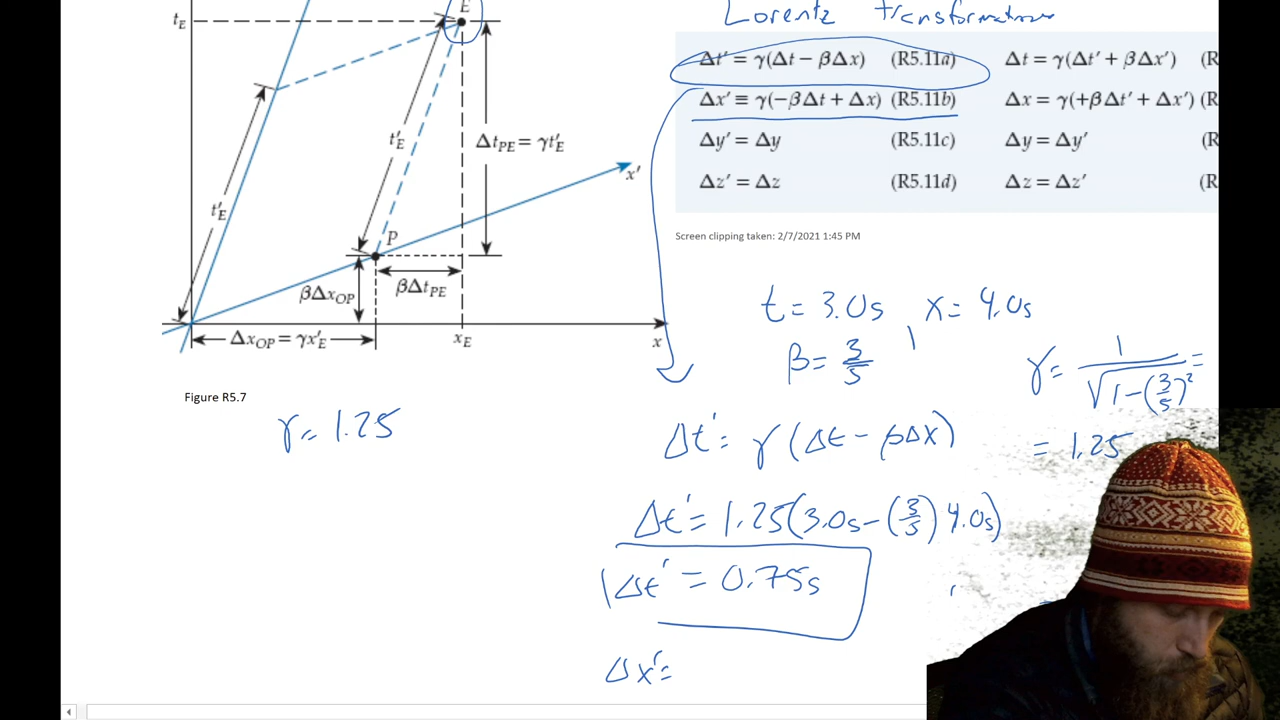 Lorentz transformations
t_E
E
Δt′ = γ(Δt − βΔx) (R5.11a) Δt = γ(Δt′ + βΔx′) (R
Δx′ ≡ γ(−βΔt + Δx) (R5.11b) Δx = γ(+βΔt′ + Δx′) (R
Δy′ = Δy (R5.11c) Δy = Δy′ (R
Δz′ = Δz (R5.11d) Δz = Δz′ (R
t′_E
Δt_PE = γt′_E
t′_E
x′
P
βΔx_OP
βΔt_PE
Δx_OP = γx′_E
x_E
x
Screen clipping taken: 2/7/2021 1:45 PM
Figure R5.7
γ = 1.25
t = 3.0s x = 4.0s
β = 3/5
γ = 1/√1−(3/5)² =
= 1.25
Δt′ = γ(Δt − βΔx)
Δt′ = 1.25(3.0s − (3/5) 4.0s)
Δt′ = 0.75s
Δx′ =